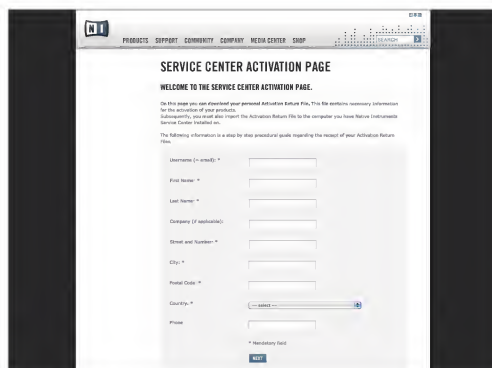 日本語
NI
PRODUCTS SUPPORT COMMUNITY COMPANY MEDIA CENTER SHOP SEARCH
SERVICE CENTER ACTIVATION PAGE
WELCOME TO THE SERVICE CENTER ACTIVATION PAGE.
On this page you can download your personal Activation Return File. This file contains necessary information
for the activation of your products.
Subsequently, you must also import the Activation Return File to the computer you have Native Instruments
Service Center installed on.
The following information is a step by step procedural guide regarding the receipt of your Activation Return
Files.
Username (= email): *
First Name: *
Last Name: *
Company (if applicable):
Street and Number: *
City: *
Postal Code: *
Country: * -- select --
Phone
* Mandatory field
NEXT